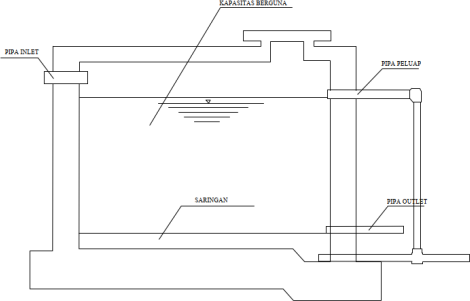 KAPASITAS BERGUNA
PIPA INLET
PIPA PELUAP
SARINGAN
PIPA OUTLET